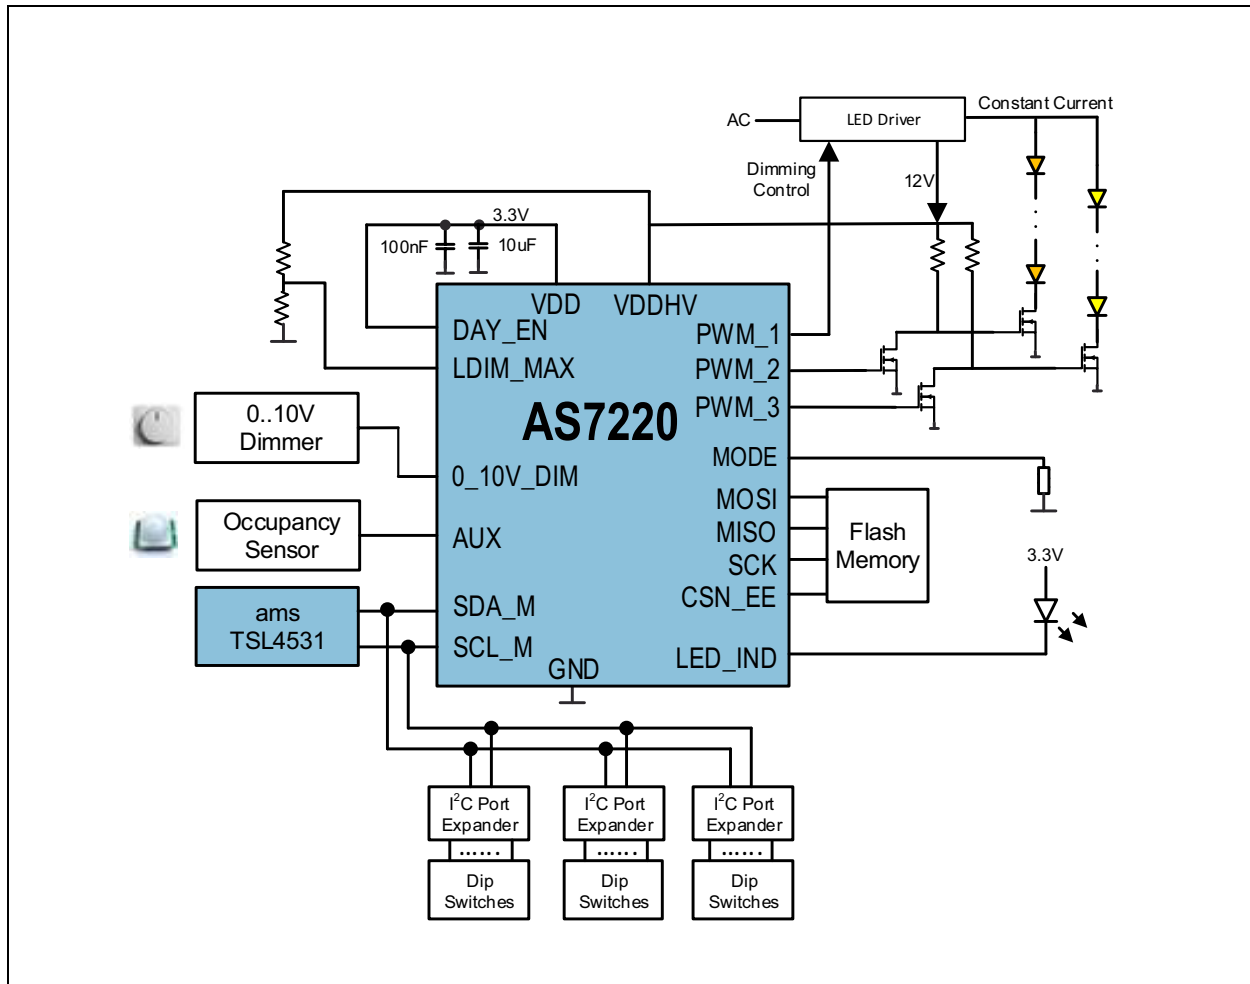 Constant Current
AC
LED Driver
Dimming
Control
12V
3.3V
100nF
10uF
VDD
VDDHV
DAY_EN
LDIM_MAX
PWM_1
PWM_2
PWM_3
AS7220
0..10V
Dimmer
0_10V_DIM
MODE
MOSI
MISO
SCK
CSN_EE
Flash
Memory
Occupancy
Sensor
AUX
3.3V
ams
TSL4531
SDA_M
SCL_M
GND
LED_IND
I²C Port
Expander
I²C Port
Expander
I²C Port
Expander
......
......
......
Dip
Switches
Dip
Switches
Dip
Switches